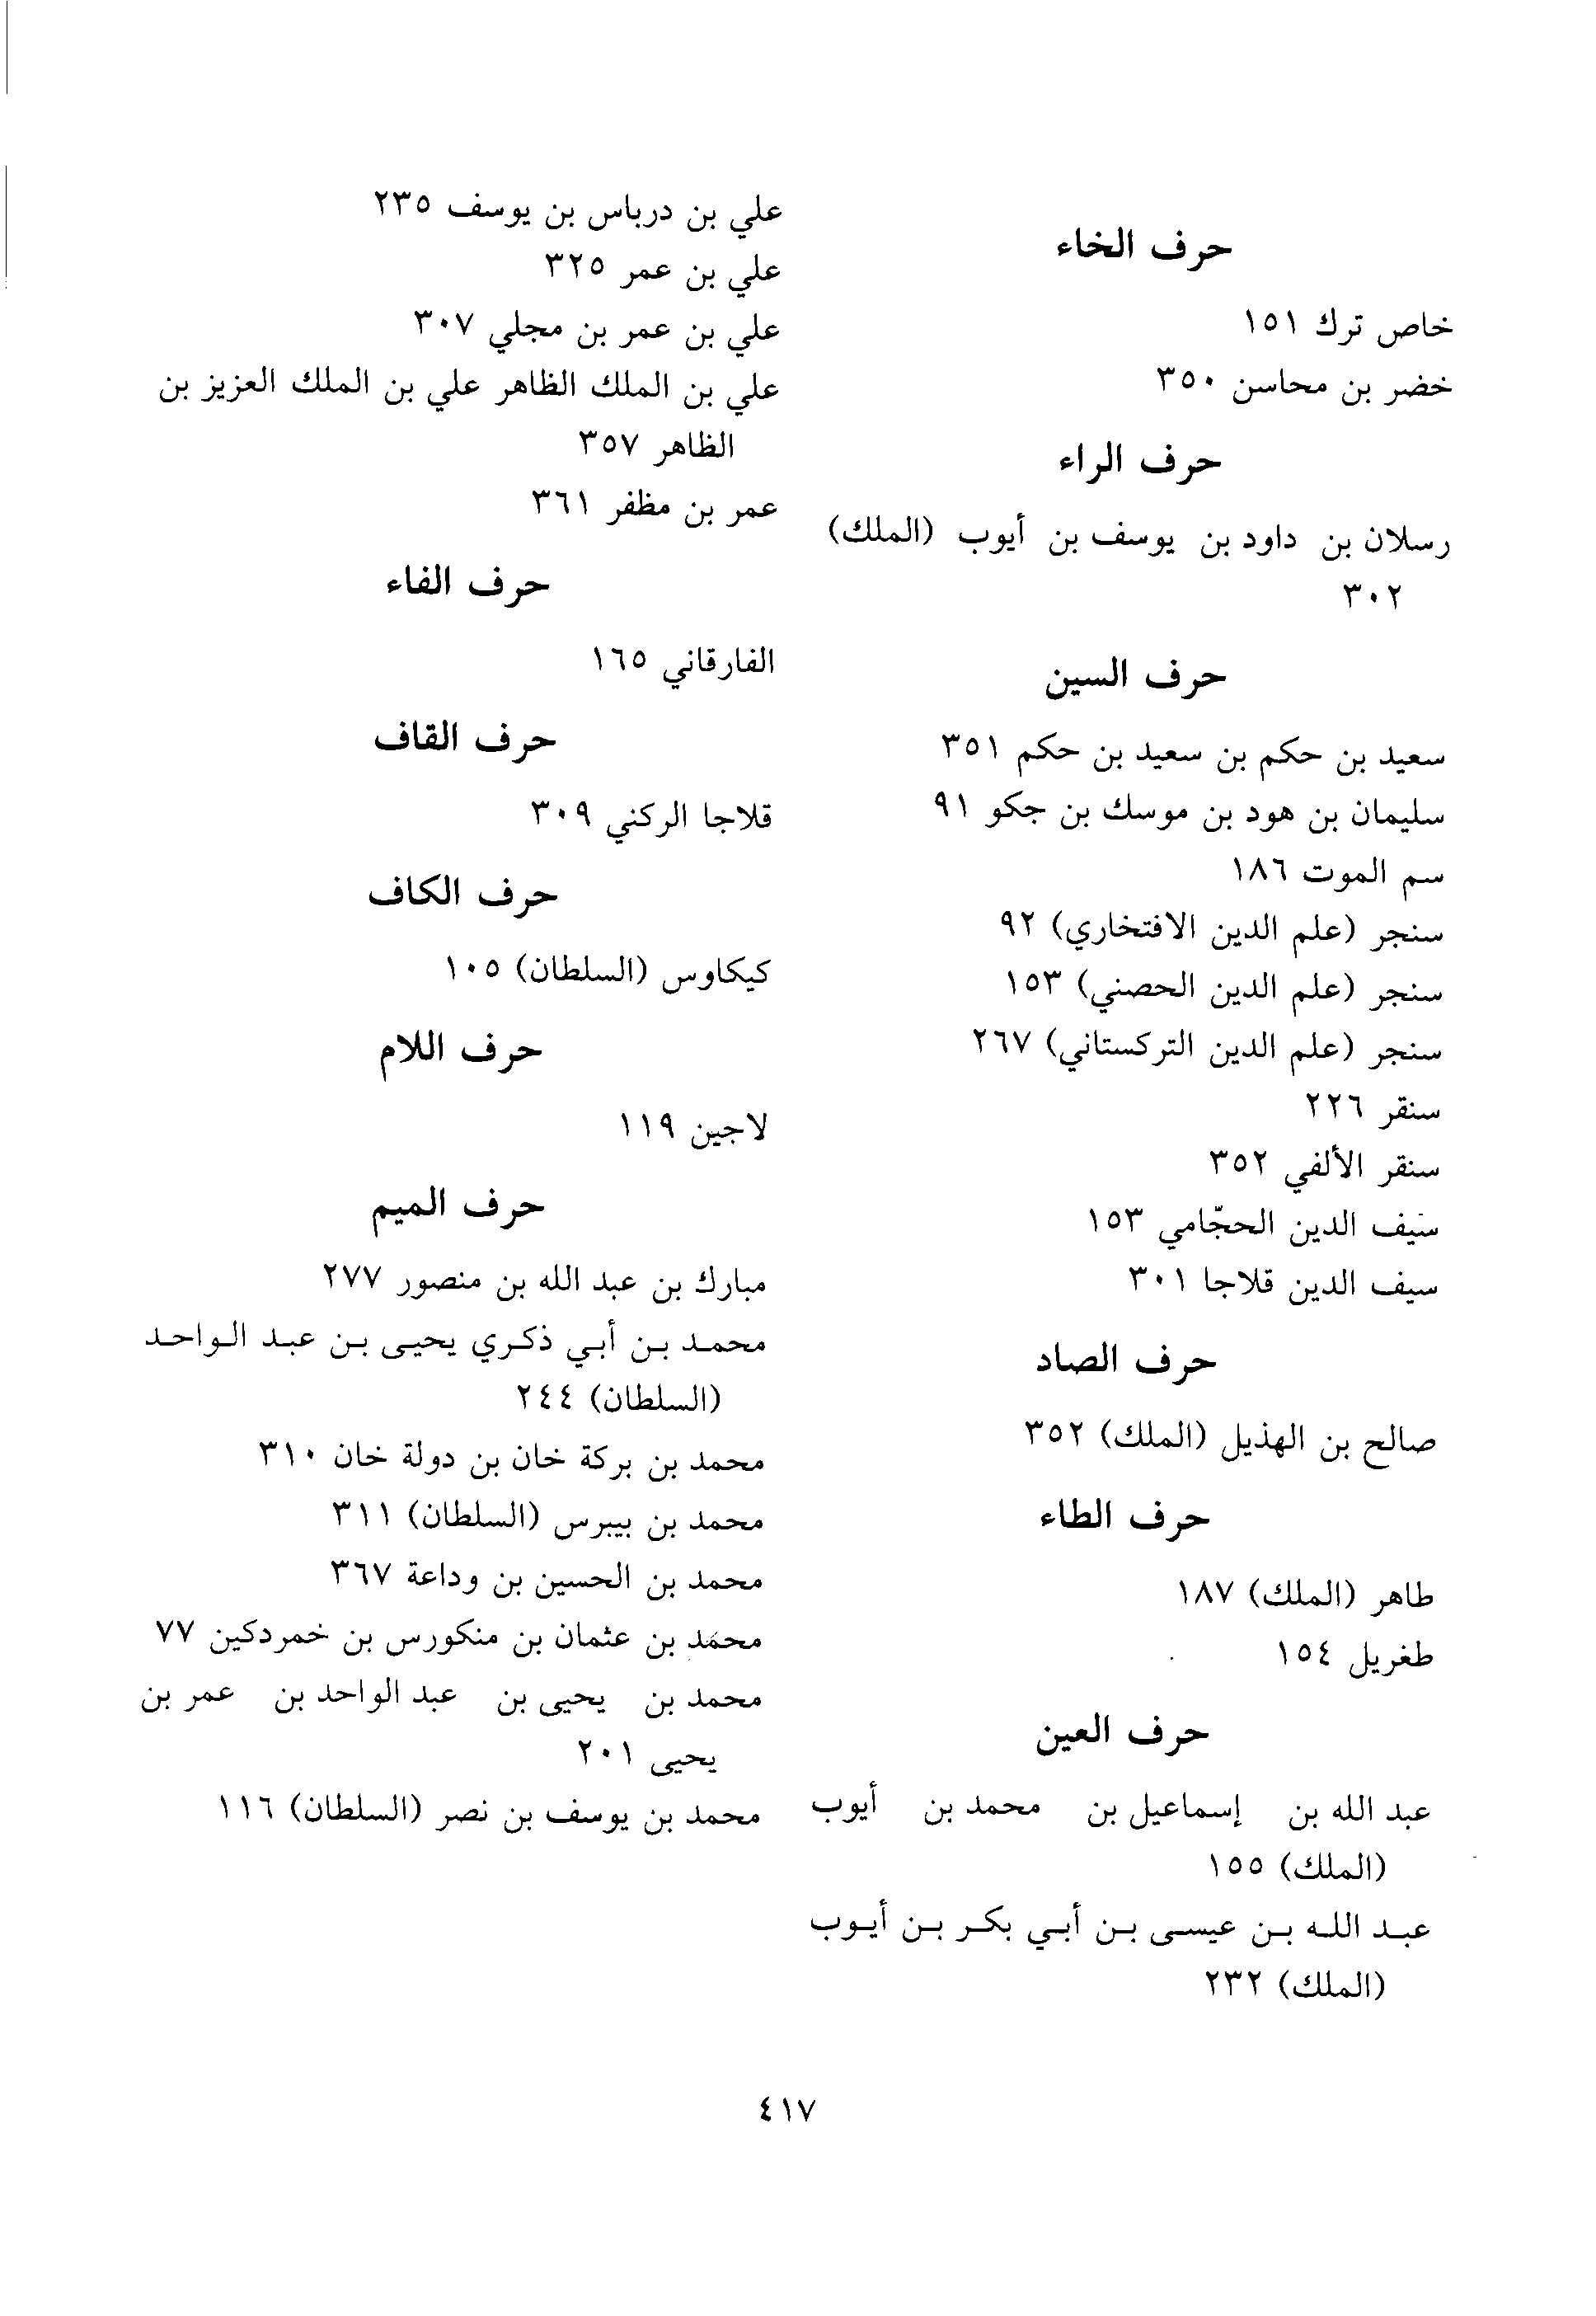 حرف الخاء
خاص ترك ١٥١
خضر بن محاسن ٣٥٠
حرف الراء
رسلان بن داود بن يوسف بن أيوب (الملك)
٣٠٢
حرف السين
سعيد بن حكم بن سعيد بن حكم ٣٥١
سليمان بن هود بن موسك بن جكو ٩١
سم الموت ١٨٦
سنجر (علم الدين الافتخاري) ٩٢
سنجر (علم الدين الحصني) ١٥٣
سنجر (علم الدين التركستاني) ٢٦٧
سنقر ٢٢٦
سنقر الألفي ٣٥٢
سيف الدين الحجّامي ١٥٣
سيف الدين قلاجا ٣٠١
حرف الصاد
صالح بن الهذيل (الملك) ٣٥٢
حرف الطاء
طاهر (الملك) ١٨٧
طغريل ١٥٤
حرف العين
عبد الله بن إسماعيل بن محمد بن أيوب
(الملك) ١٥٥
عبد الله بن عيسى بن أبي بكر بن أيوب
(الملك) ٢٣٢
علي بن درباس بن يوسف ٢٣٥
علي بن عمر ٣٢٥
علي بن عمر بن مجلي ٣٠٧
علي بن الملك الظاهر علي بن الملك العزيز بن
الظاهر ٣٥٧
عمر بن مظفر ٣٦١
حرف الفاء
الفارقاني ١٦٥
حرف القاف
قلاجا الركني ٣٠٩
حرف الكاف
كيكاوس (السلطان) ١٠٥
حرف اللام
لاجين ١١٩
حرف الميم
مبارك بن عبد الله بن منصور ٢٧٧
محمد بن أبي ذكري يحيى بن عبد الواحد
(السلطان) ٢٤٤
محمد بن بركة خان بن دولة خان ٣١٠
محمد بن بيبرس (السلطان) ٣١١
محمد بن الحسين بن وداعة ٣٦٧
محمد بن عثمان بن منكورس بن خمردكين ٧٧
محمد بن يحيى بن عبد الواحد بن عمر بن
يحيى ٢٠١
محمد بن يوسف بن نصر (السلطان) ١١٦
٤١٧